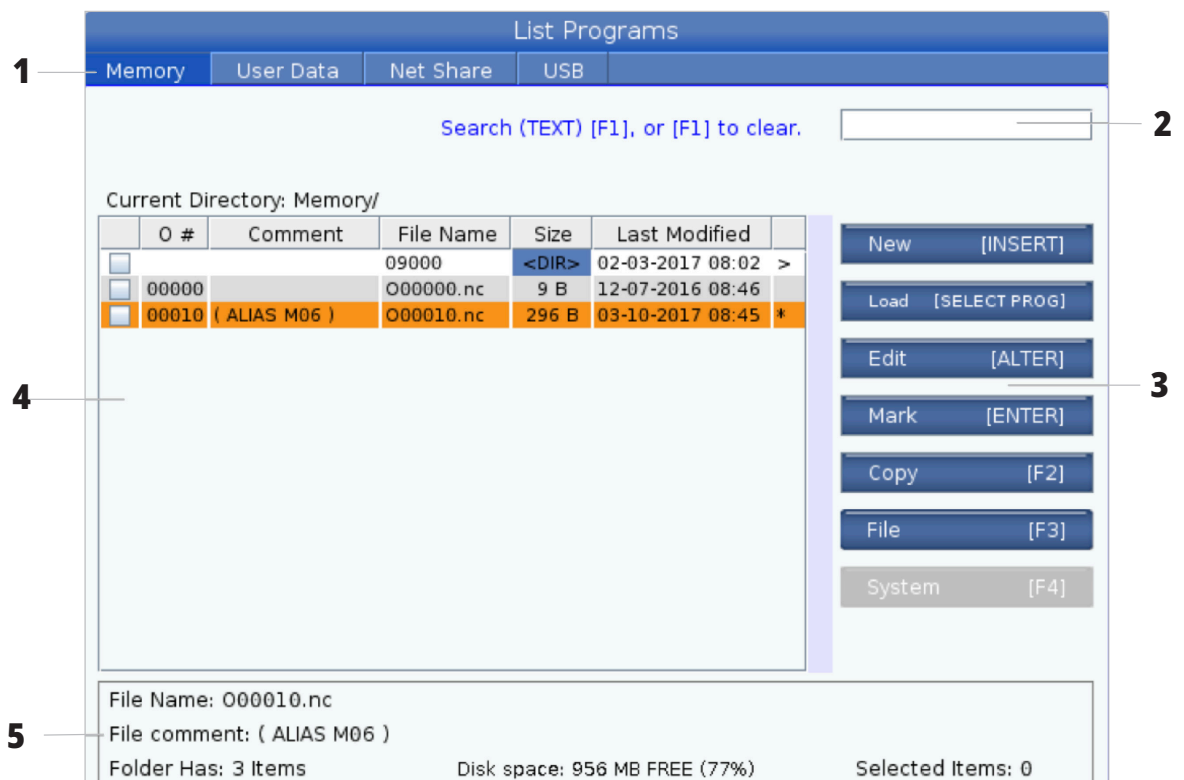 List Programs
1 Memory User Data Net Share USB
Search (TEXT) [F1], or [F1] to clear. 2
Current Directory: Memory/
O # Comment File Name Size Last Modified
09000 <DIR> 02-03-2017 08:02 >
00000 O00000.nc 9 B 12-07-2016 08:46
00010 ( ALIAS M06 ) O00010.nc 296 B 03-10-2017 08:45 *
4
New [INSERT]
Load [SELECT PROG]
Edit [ALTER]
3
Mark [ENTER]
Copy [F2]
File [F3]
System [F4]
File Name: O00010.nc
5 File comment: ( ALIAS M06 )
Folder Has: 3 Items Disk space: 956 MB FREE (77%) Selected Items: 0